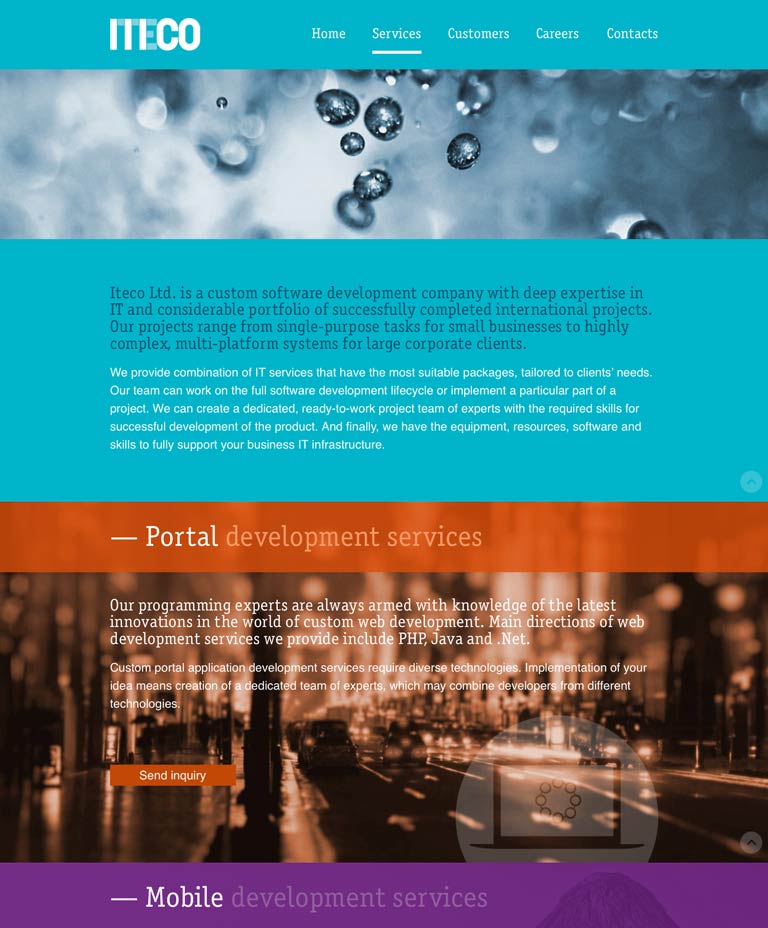 ITECO
Home Services Customers Careers Contacts
Iteco Ltd. is a custom software development company with deep expertise in
IT and considerable portfolio of successfully completed international projects.
Our projects range from single-purpose tasks for small businesses to highly
complex, multi-platform systems for large corporate clients.
We provide combination of IT services that have the most suitable packages, tailored to clients’ needs.
Our team can work on the full software development lifecycle or implement a particular part of a
project. We can create a dedicated, ready-to-work project team of experts with the required skills for
successful development of the product. And finally, we have the equipment, resources, software and
skills to fully support your business IT infrastructure.
— Portal development services
Our programming experts are always armed with knowledge of the latest
innovations in the world of custom web development. Main directions of web
development services we provide include PHP, Java and .Net.
Custom portal application development services require diverse technologies. Implementation of your
idea means creation of a dedicated team of experts, which may combine developers from different
technologies.
Send inquiry
— Mobile development services